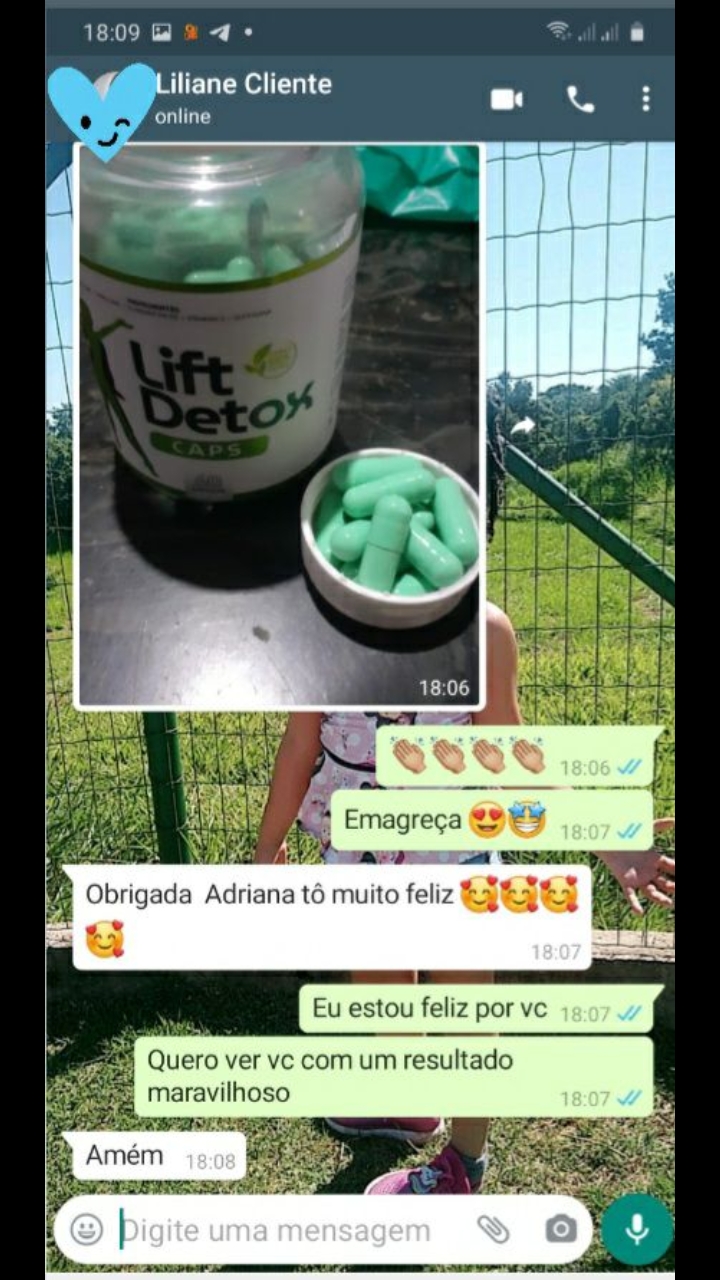 18:09
Liliane Cliente
online
Lift
Detox
CAPS
18:06
18:06
Emagreça 😍🤩 18:07
Obrigada Adriana tô muito feliz 🥰🥰🥰
🥰 18:07
Eu estou feliz por vc 18:07
Quero ver vc com um resultado
maravilhoso 18:07
Amém 18:08
Digite uma mensagem